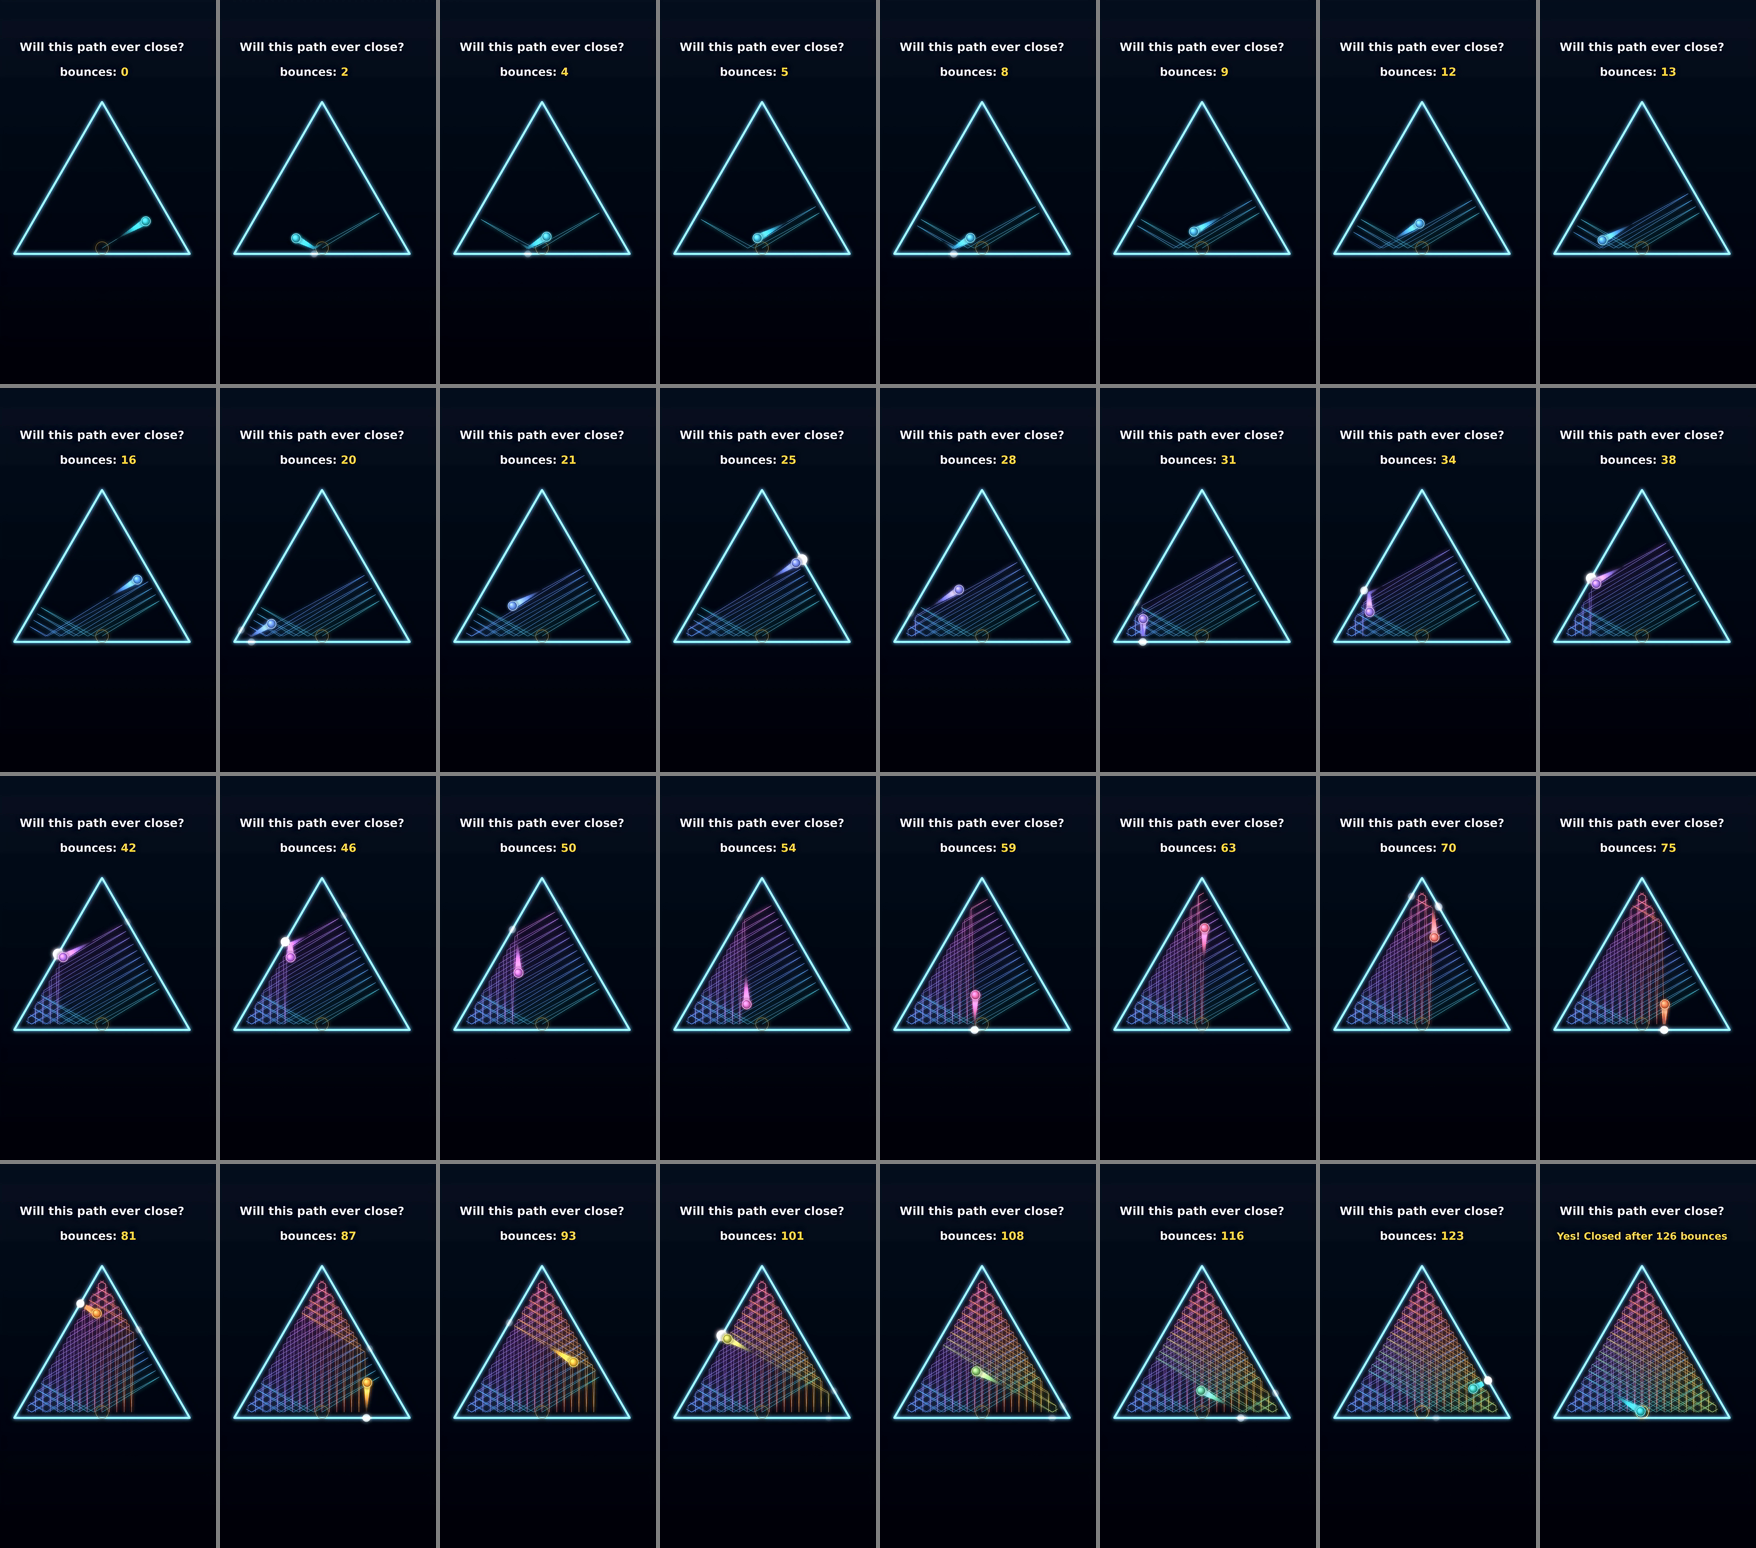 Will this path ever close? Will this path ever close? Will this path ever close? Will this path ever close? Will this path ever close? Will this path ever close? Will this path ever close? Will this path ever close?
bounces: 0 bounces: 2 bounces: 4 bounces: 5 bounces: 8 bounces: 9 bounces: 12 bounces: 13
Will this path ever close? Will this path ever close? Will this path ever close? Will this path ever close? Will this path ever close? Will this path ever close? Will this path ever close? Will this path ever close?
bounces: 16 bounces: 20 bounces: 21 bounces: 25 bounces: 28 bounces: 31 bounces: 34 bounces: 38
Will this path ever close? Will this path ever close? Will this path ever close? Will this path ever close? Will this path ever close? Will this path ever close? Will this path ever close? Will this path ever close?
bounces: 42 bounces: 46 bounces: 50 bounces: 54 bounces: 59 bounces: 63 bounces: 70 bounces: 75
Will this path ever close? Will this path ever close? Will this path ever close? Will this path ever close? Will this path ever close? Will this path ever close? Will this path ever close? Will this path ever close?
bounces: 81 bounces: 87 bounces: 93 bounces: 101 bounces: 108 bounces: 116 bounces: 123 Yes! Closed after 126 bounces